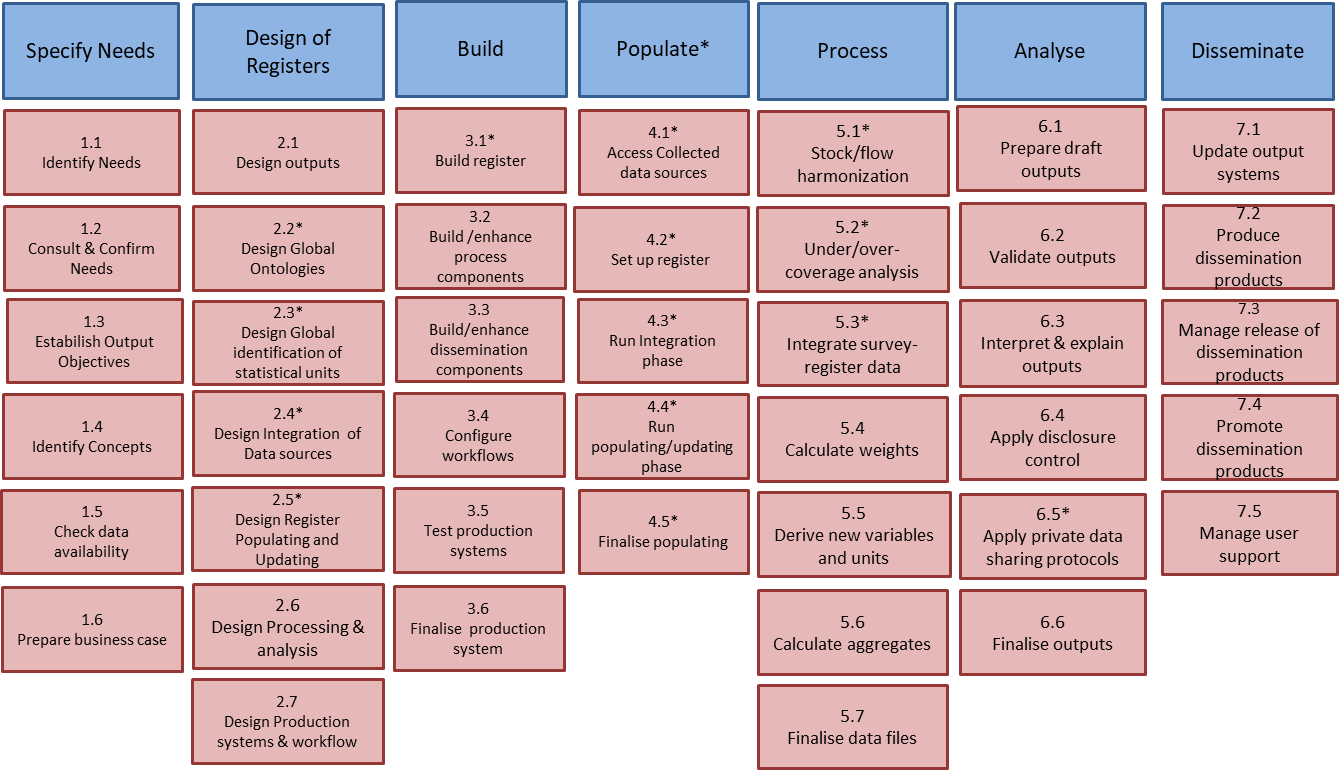 Specify Needs
Design of
Registers
Build
Populate*
Process
Analyse
Disseminate
1.1
Identify Needs
1.2
Consult & Confirm
Needs
1.3
Estabilish Output
Objectives
1.4
Identify Concepts
1.5
Check data
availability
1.6
Prepare business case
2.1
Design outputs
2.2*
Design Global
Ontologies
2.3*
Design Global
identification of
statistical units
2.4*
Design Integration of
Data sources
2.5*
Design Register
Populating and
Updating
2.6
Design Processing &
analysis
2.7
Design Production
systems & workflow
3.1*
Build register
3.2
Build /enhance
process
components
3.3
Build/enhance
dissemination
components
3.4
Configure
workflows
3.5
Test production
systems
3.6
Finalise production
system
4.1*
Access Collected
data sources
4.2*
Set up register
4.3*
Run Integration
phase
4.4*
Run
populating/updating
phase
4.5*
Finalise populating
5.1*
Stock/flow
harmonization
5.2*
Under/over-
coverage analysis
5.3*
Integrate survey-
register data
5.4
Calculate weights
5.5
Derive new variables
and units
5.6
Calculate aggregates
5.7
Finalise data files
6.1
Prepare draft
outputs
6.2
Validate outputs
6.3
Interpret & explain
outputs
6.4
Apply disclosure
control
6.5*
Apply private data
sharing protocols
6.6
Finalise outputs
7.1
Update output
systems
7.2
Produce
dissemination
products
7.3
Manage release of
dissemination
products
7.4
Promote
dissemination
products
7.5
Manage user
support